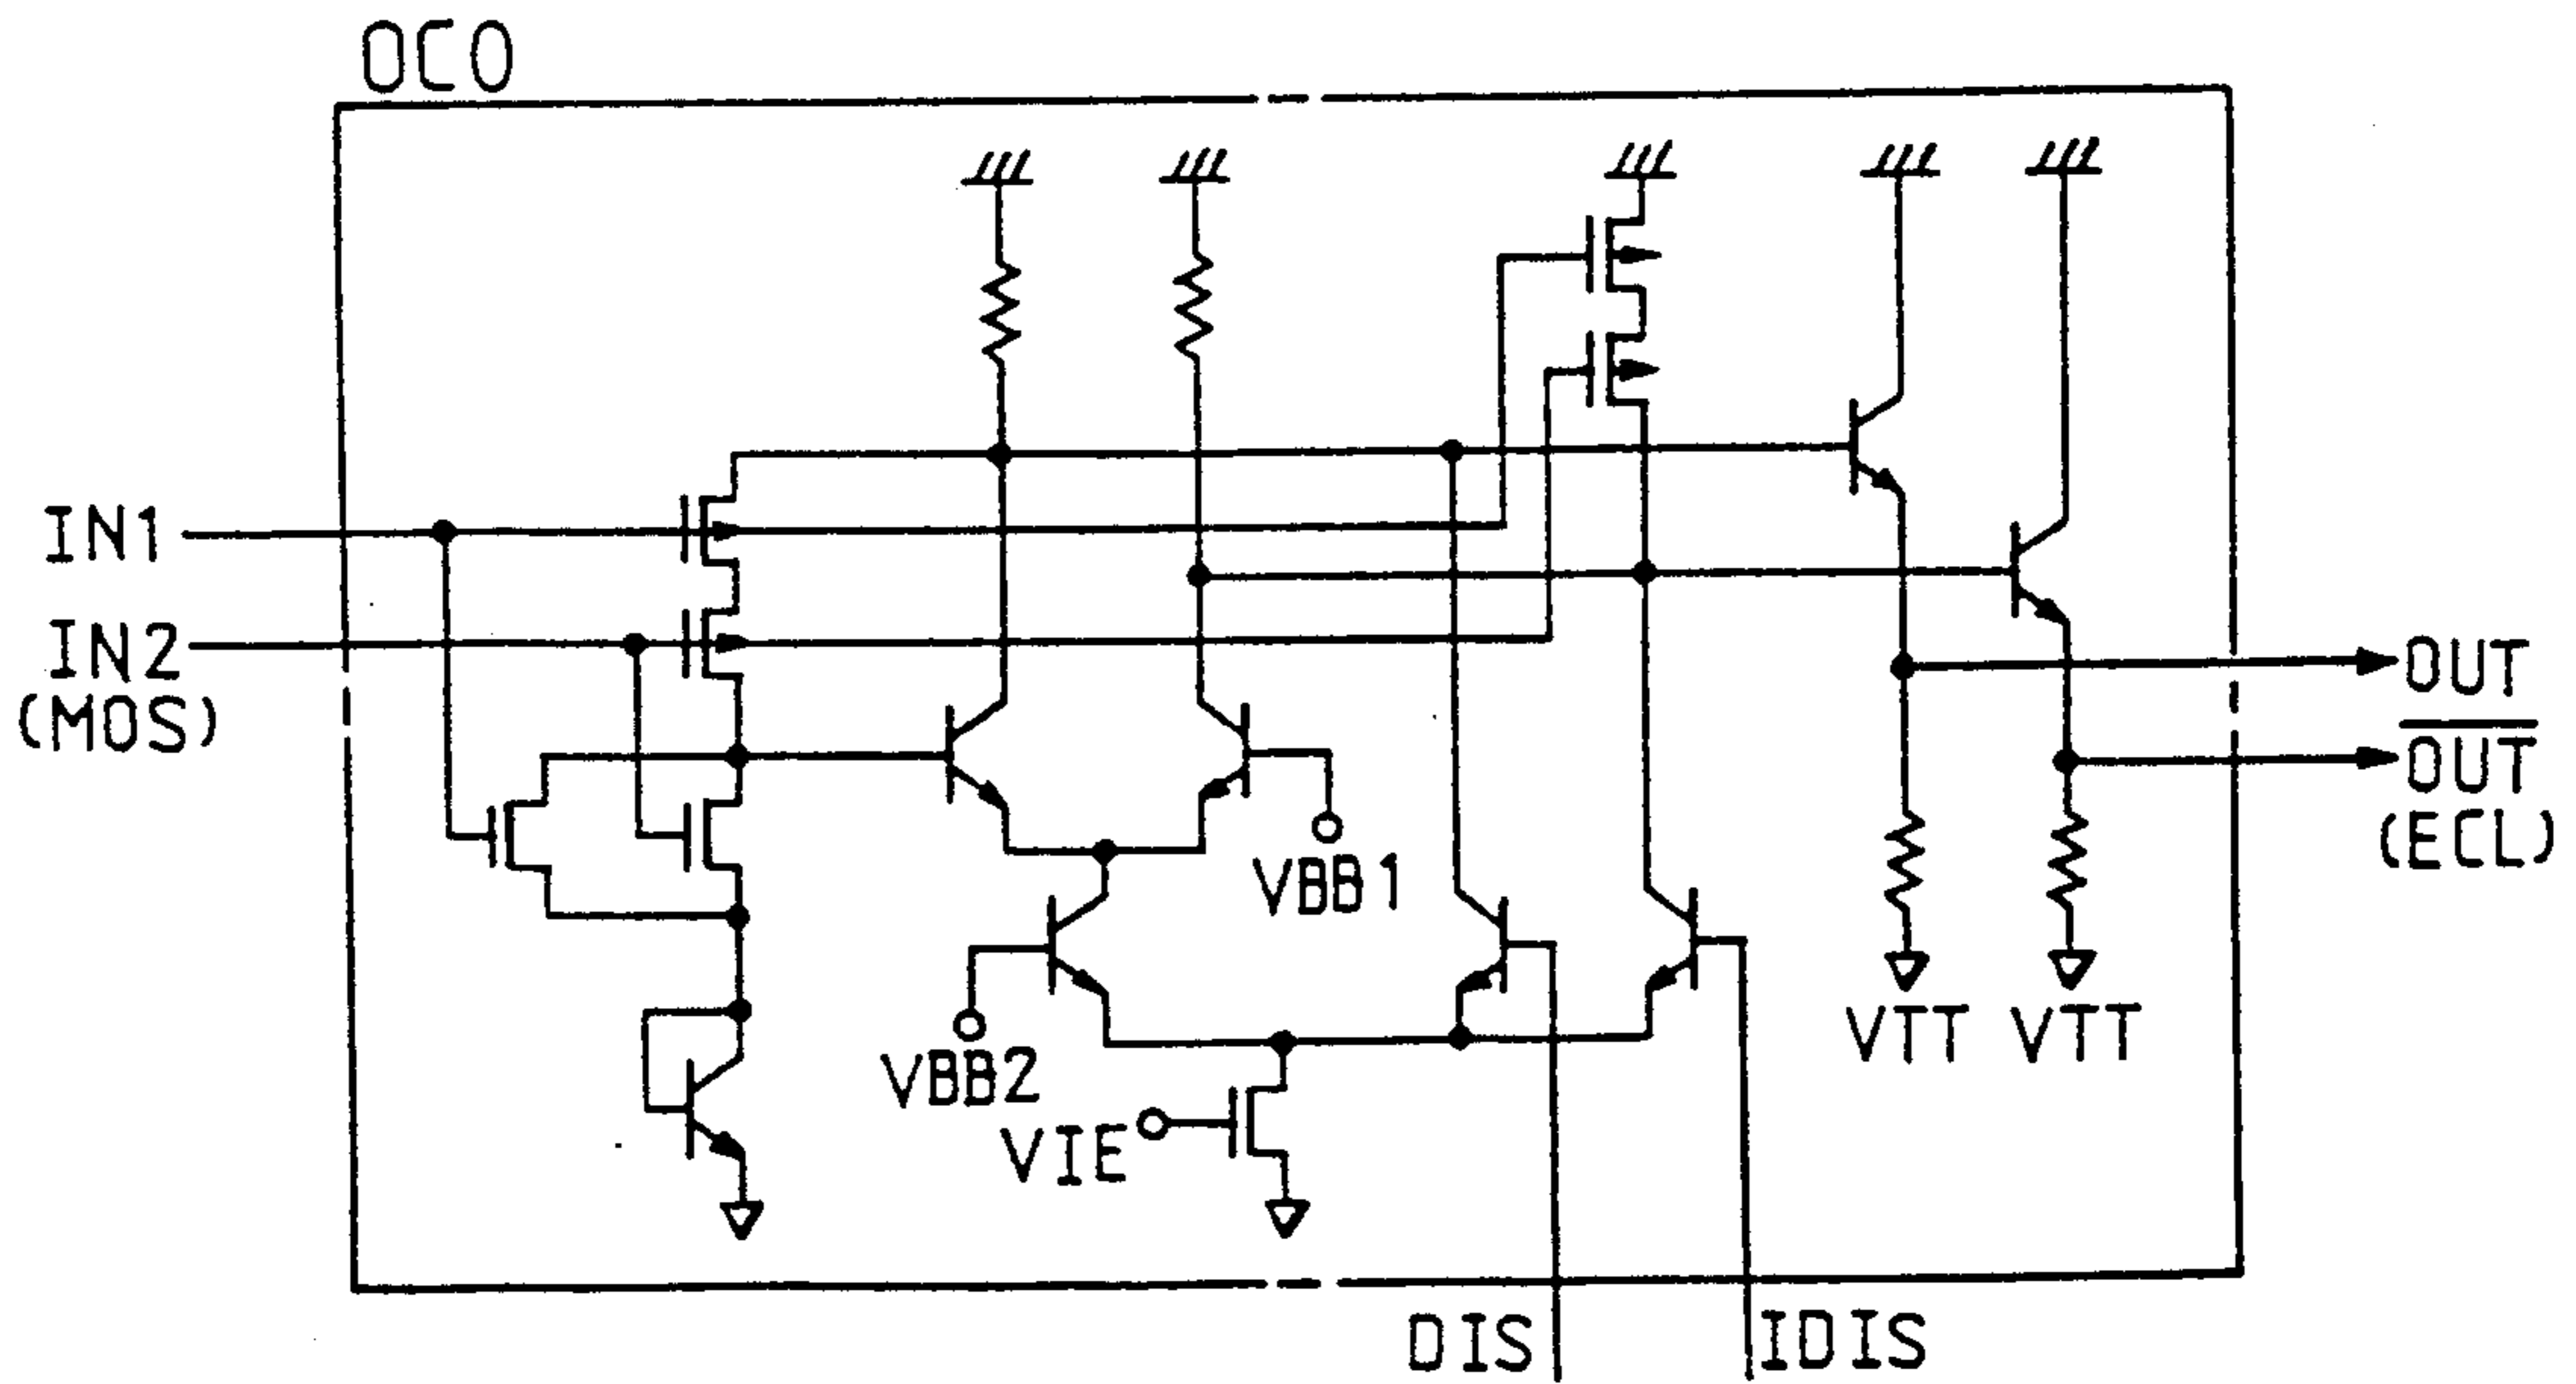 OCO
IN1
IN2
(MOS)
OUT
OUT
(ECL)
VBB1
VBB2
VIE
VTT VTT
DIS IDIS